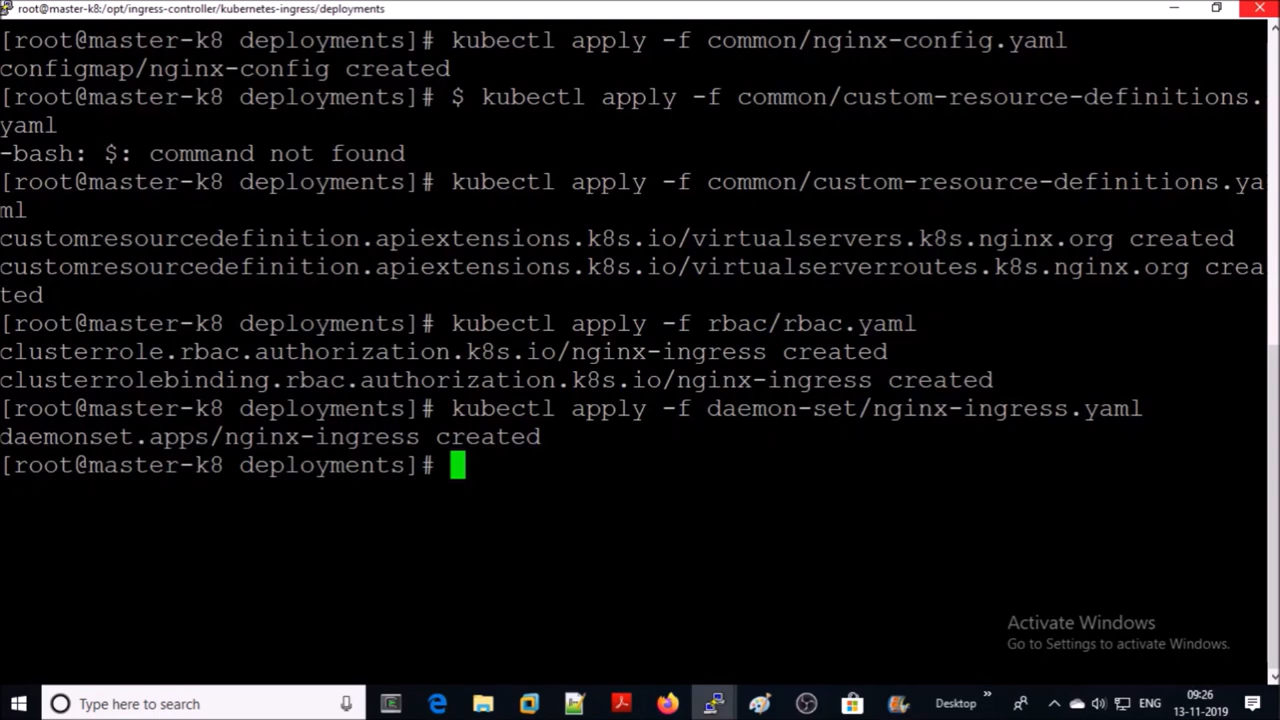 root@master-k8:/opt/ingress-controller/kubernetes-ingress/deployments
[root@master-k8 deployments]# kubectl apply -f common/nginx-config.yaml
configmap/nginx-config created
[root@master-k8 deployments]# $ kubectl apply -f common/custom-resource-definitions.
yaml
-bash: $: command not found
[root@master-k8 deployments]# kubectl apply -f common/custom-resource-definitions.ya
ml
customresourcedefinition.apiextensions.k8s.io/virtualservers.k8s.nginx.org created
customresourcedefinition.apiextensions.k8s.io/virtualserverroutes.k8s.nginx.org crea
ted
[root@master-k8 deployments]# kubectl apply -f rbac/rbac.yaml
clusterrole.rbac.authorization.k8s.io/nginx-ingress created
clusterrolebinding.rbac.authorization.k8s.io/nginx-ingress created
[root@master-k8 deployments]# kubectl apply -f daemon-set/nginx-ingress.yaml
daemonset.apps/nginx-ingress created
[root@master-k8 deployments]#
Activate Windows
Go to Settings to activate Windows.
Type here to search
Desktop
ENG
09:26
13-11-2019